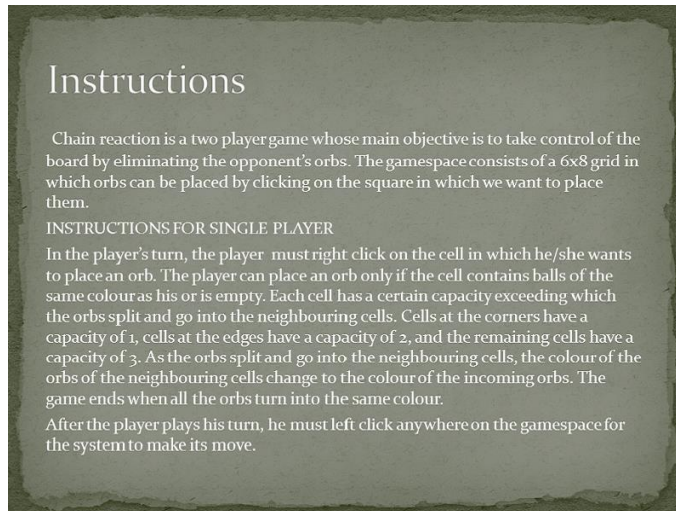 Instructions
Chain reaction is a two player game whose main objective is to take control of the
board by eliminating the opponent's orbs. The gamespace consists of a 6x8 grid in
which orbs can be placed by clicking on the square in which we want to place
them.
INSTRUCTIONS FOR SINGLE PLAYER
In the player's turn, the player must right click on the cell in which he/she wants
to place an orb. The player can place an orb only if the cell contains balls of the
same colour as his or is empty. Each cell has a certain capacity exceeding which
the orbs split and go into the neighbouring cells. Cells at the corners have a
capacity of 1, cells at the edges have a capacity of 2, and the remaining cells have a
capacity of 3. As the orbs split and go into the neighbouring cells, the colour of the
orbs of the neighbouring cells change to the colour of the incoming orbs. The
game ends when all the orbs turn into the same colour.
After the player plays his turn, he must left click anywhere on the gamespace for
the system to make its move.